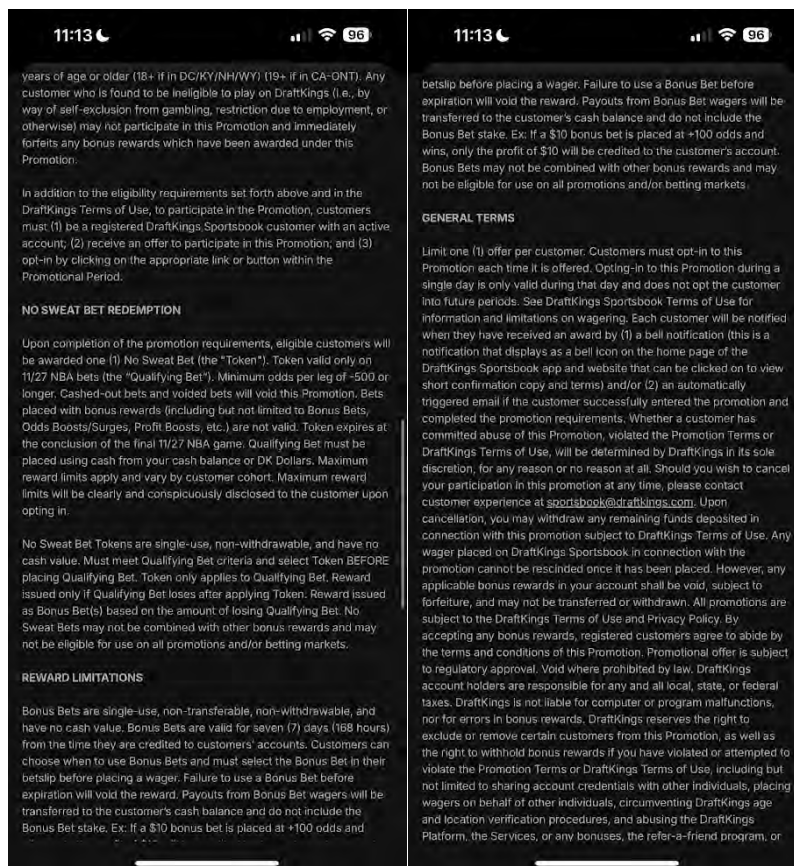 11:13
96
years of age or older (18+ if in DC/KY/NH/WY) (19+ if in CA-ONT). Any
customer who is found to be ineligible to play on DraftKings (i.e., by
way of self-exclusion from gambling, restriction due to employment, or
otherwise) may not participate in this Promotion and immediately
forfeits any bonus rewards which have been awarded under this
Promotion.
In addition to the eligibility requirements set forth above and in the
DraftKings Terms of Use, to participate in the Promotion, customers
must (1) be a registered DraftKings Sportsbook customer with an active
account; (2) receive an offer to participate in this Promotion; and (3)
opt-in by clicking on the appropriate link or button within the
Promotional Period.
NO SWEAT BET REDEMPTION
Upon completion of the promotion requirements, eligible customers will
be awarded one (1) No Sweat Bet (the "Token"). Token valid only on
11/27 NBA bets (the "Qualifying Bet"). Minimum odds per leg of -500 or
longer. Cashed-out bets and voided bets will void this Promotion. Bets
placed with bonus rewards (including but not limited to Bonus Bets,
Odds Boosts/Surges, Profit Boosts, etc.) are not valid. Token expires at
the conclusion of the final 11/27 NBA game. Qualifying Bet must be
placed using cash from your cash balance or DK Dollars. Maximum
reward limits apply and vary by customer cohort. Maximum reward
limits will be clearly and conspicuously disclosed to the customer upon
opting in.
No Sweat Bet Tokens are single-use, non-withdrawable, and have no
cash value. Must meet Qualifying Bet criteria and select Token BEFORE
placing Qualifying Bet. Token only applies to Qualifying Bet. Reward
issued only if Qualifying Bet loses after applying Token. Reward issued
as Bonus Bet(s) based on the amount of losing Qualifying Bet. No
Sweat Bets may not be combined with other bonus rewards and may
not be eligible for use on all promotions and/or betting markets.
REWARD LIMITATIONS
Bonus Bets are single-use, non-transferable, non-withdrawable, and
have no cash value. Bonus Bets are valid for seven (7) days (168 hours)
from the time they are credited to customers' accounts. Customers can
choose when to use Bonus Bets and must select the Bonus Bet in their
betslip before placing a wager. Failure to use a Bonus Bet before
expiration will void the reward. Payouts from Bonus Bet wagers will be
transferred to the customer's cash balance and do not include the
Bonus Bet stake. Ex: If a $10 bonus bet is placed at +100 odds and
11:13
96
betslip before placing a wager. Failure to use a Bonus Bet before
expiration will void the reward. Payouts from Bonus Bet wagers will be
transferred to the customer's cash balance and do not include the
Bonus Bet stake. Ex: If a $10 bonus bet is placed at +100 odds and
wins, only the profit of $10 will be credited to the customer's account.
Bonus Bets may not be combined with other bonus rewards and may
not be eligible for use on all promotions and/or betting markets
GENERAL TERMS
Limit one (1) offer per customer. Customers must opt-in to this
Promotion each time it is offered. Opting-in to this Promotion during a
single day is only valid during that day and does not opt the customer
into future periods. See DraftKings Sportsbook Terms of Use for
information and limitations on wagering. Each customer will be notified
when they have received an award by (1) a bell notification (this is a
notification that displays as a bell icon on the home page of the
DraftKings Sportsbook app and website that can be clicked on to view
short confirmation copy and terms) and/or (2) an automatically
triggered email if the customer successfully entered the promotion and
completed the promotion requirements. Whether a customer has
committed abuse of this Promotion, violated the Promotion Terms or
DraftKings Terms of Use, will be determined by DraftKings in its sole
discretion, for any reason or no reason at all. Should you wish to cancel
your participation in this promotion at any time, please contact
customer experience at sportsbook@draftkings.com. Upon
cancellation, you may withdraw any remaining funds deposited in
connection with this promotion subject to DraftKings Terms of Use. Any
wager placed on DraftKings Sportsbook in connection with the
promotion cannot be rescinded once it has been placed. However, any
applicable bonus rewards in your account shall be void, subject to
forfeiture, and may not be transferred or withdrawn. All promotions are
subject to the DraftKings Terms of Use and Privacy Policy. By
accepting any bonus rewards, registered customers agree to abide by
the terms and conditions of this Promotion. Promotional offer is subject
to regulatory approval. Void where prohibited by law. DraftKings
account holders are responsible for any and all local, state, or federal
taxes. DraftKings is not liable for computer or program malfunctions,
nor for errors in bonus rewards. DraftKings reserves the right to
exclude or remove certain customers from this Promotion, as well as
the right to withhold bonus rewards if you have violated or attempted to
violate the Promotion Terms or DraftKings Terms of Use, including but
not limited to sharing account credentials with other individuals, placing
wagers on behalf of other individuals, circumventing DraftKings age
and location verification procedures, and abusing the DraftKings
Platform, the Services, or any bonuses, the refer-a-friend program, or